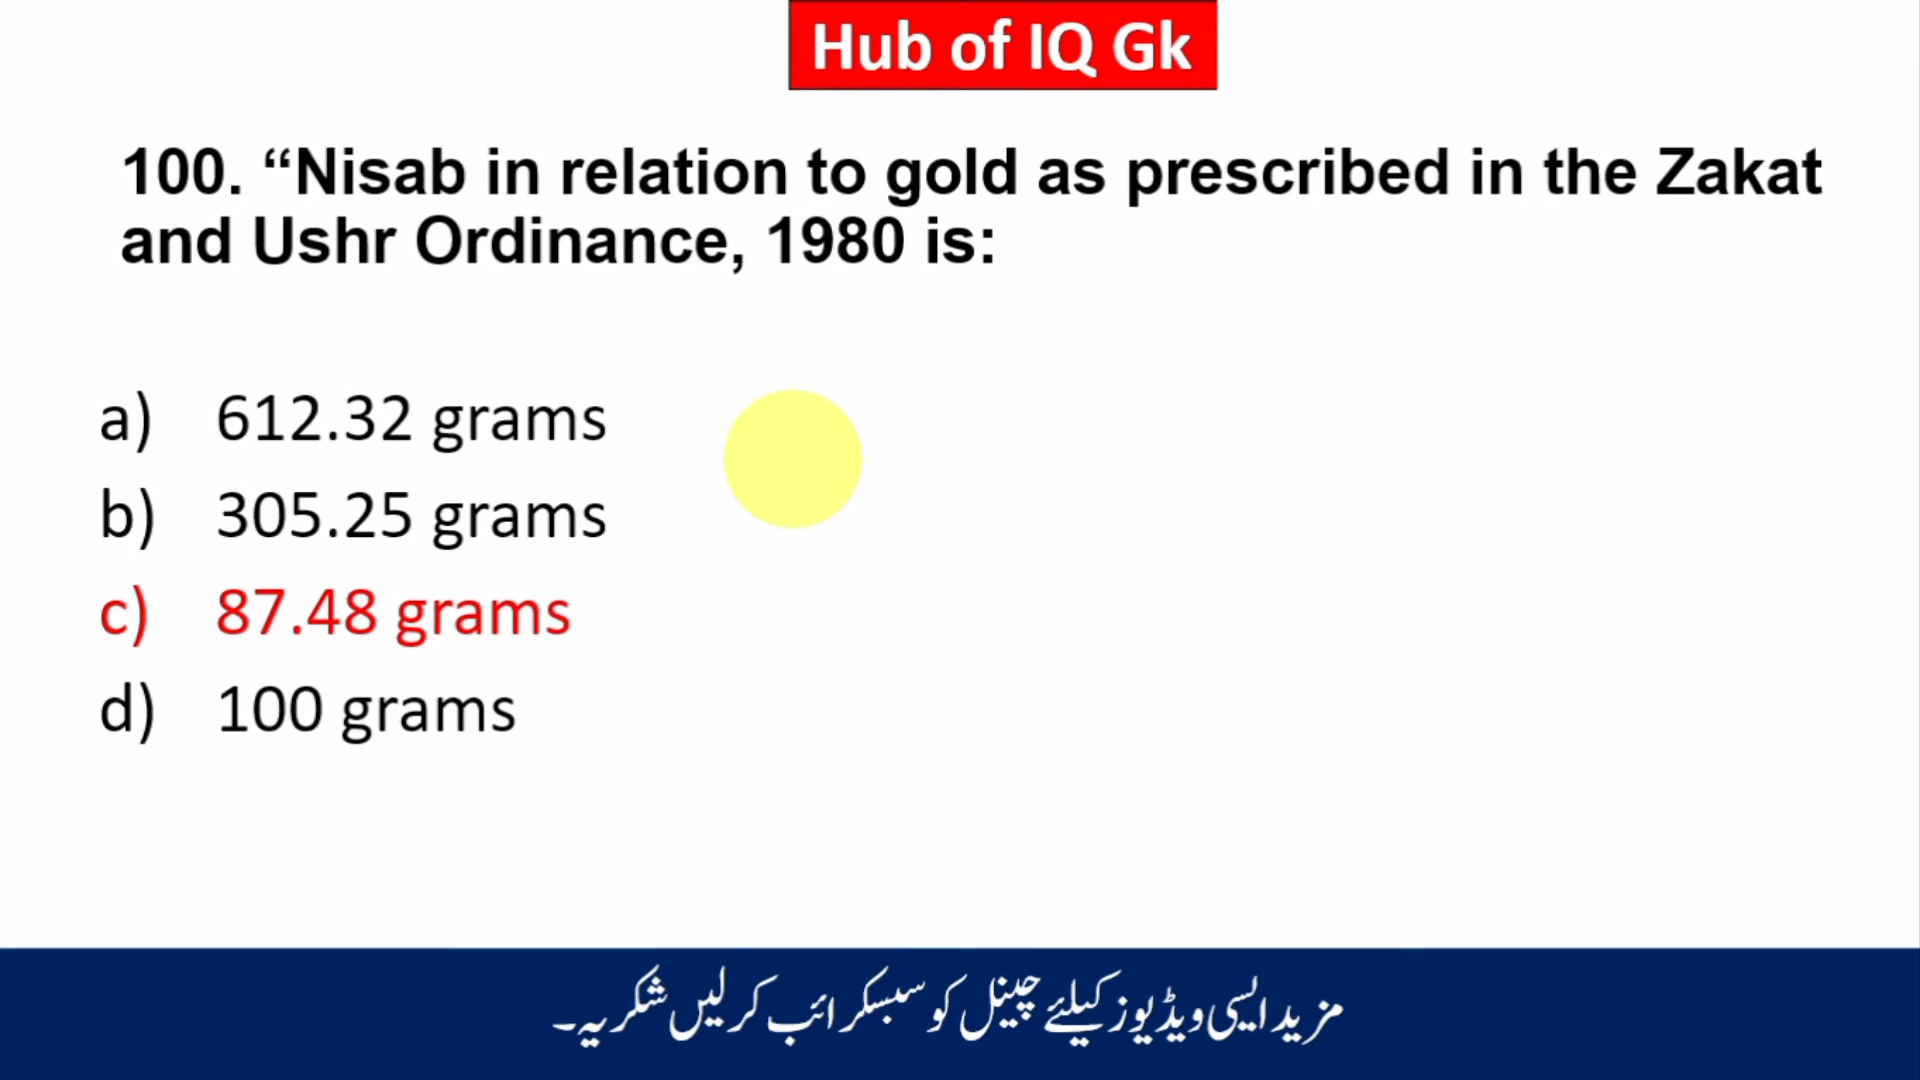 Hub of IQ Gk
100. “Nisab in relation to gold as prescribed in the Zakat
and Ushr Ordinance, 1980 is:
a) 612.32 grams
b) 305.25 grams
c) 87.48 grams
d) 100 grams
مزید ایسی ویڈیوز کیلئے چینل کو سبسکرائب کر لیں شکریہ۔